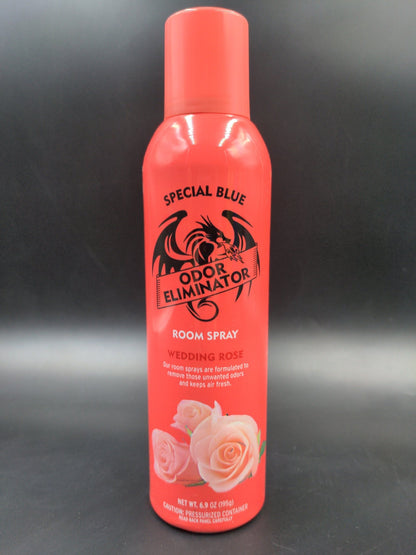 SPECIAL BLUE
ODOR
ELIMINATOR
ROOM SPRAY
WEDDING ROSE
Our room sprays are formulated to
remove those unwanted odors
and keeps air fresh.
NET WT. 6.9 OZ (195g)
CAUTION: PRESSURIZED CONTAINER
READ BACK PANEL CAREFULLY